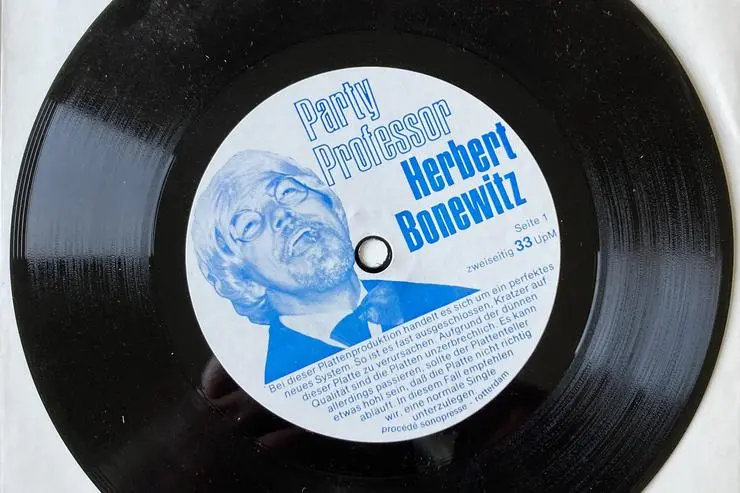 Party
Professor
Herbert
Bonewitz
Seite 1
zweiseitig 33 UpM
Bei dieser Plattenproduktion handelt es sich um ein perfektes
neues System. So ist es fast ausgeschlossen. Kratzer auf
dieser Platte zu verursachen. Aufgrund der dünnen
Qualität sind die Platten unzerbrechlich. Es kann
allerdings passieren, sollte der Plattenteller
etwas hohl sein, daß die Platte nicht richtig
abläuft. In diesem Fall empfehlen
wir, eine normale Single
unterzulegen
procédé sonopresse - rotterdam